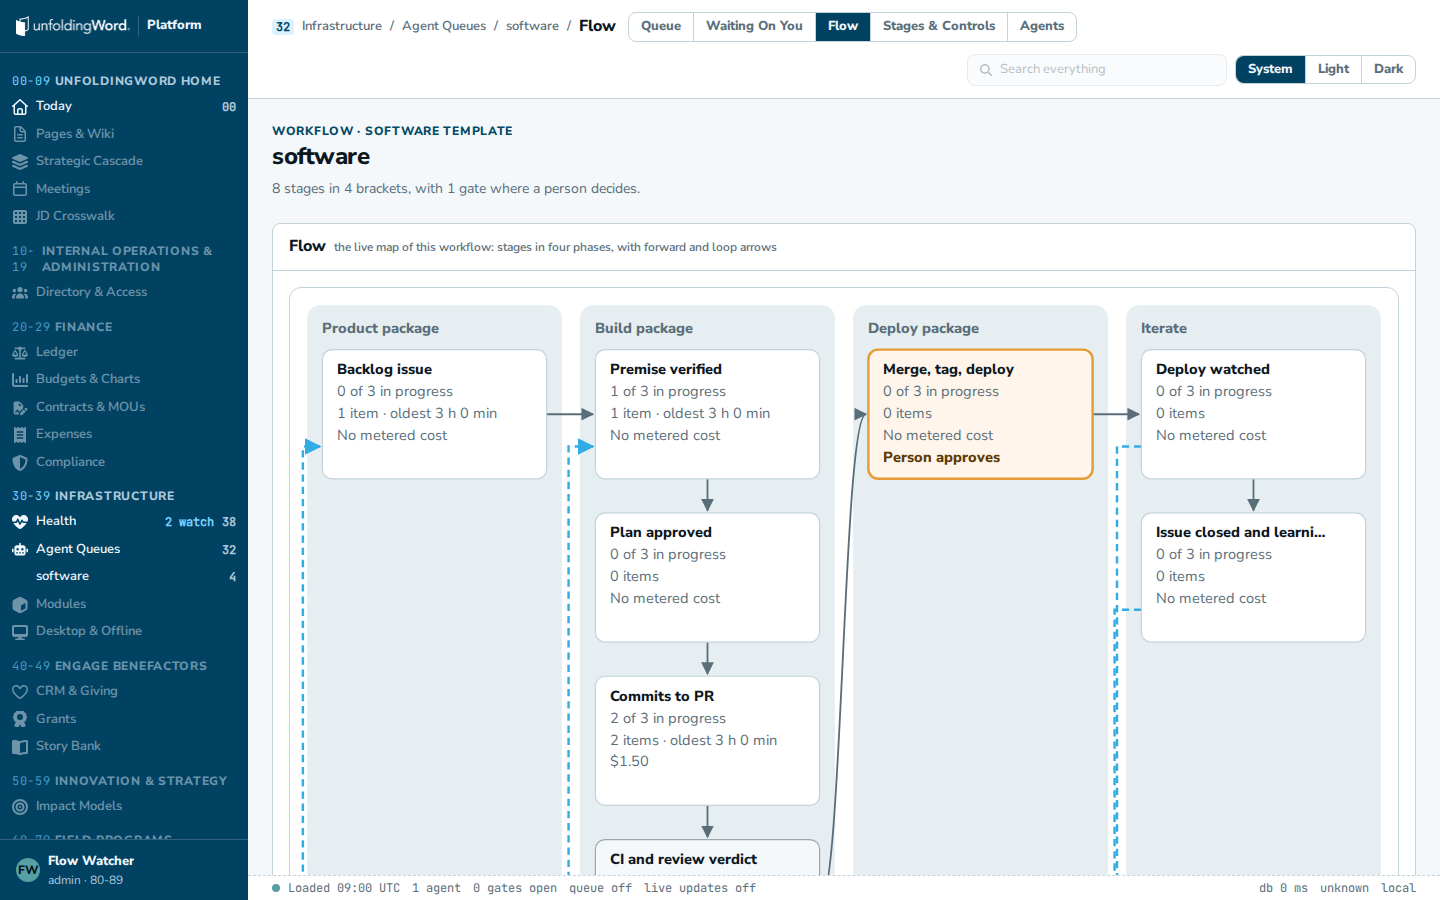 unfoldingWord. Platform
00-09 UNFOLDINGWORD HOME
Today 00
Pages & Wiki
Strategic Cascade
Meetings
JD Crosswalk
10-19 INTERNAL OPERATIONS & ADMINISTRATION
Directory & Access
20-29 FINANCE
Ledger
Budgets & Charts
Contracts & MOUs
Expenses
Compliance
30-39 INFRASTRUCTURE
Health 2 watch 38
Agent Queues 32
software 4
Modules
Desktop & Offline
40-49 ENGAGE BENEFACTORS
CRM & Giving
Grants
Story Bank
50-59 INNOVATION & STRATEGY
Impact Models
60-79 FIELD PROGRAMS
FW Flow Watcher
admin · 80-89
32 Infrastructure / Agent Queues / software / Flow
Queue Waiting On You Flow Stages & Controls Agents
Search everything
System Light Dark
WORKFLOW · SOFTWARE TEMPLATE
software
8 stages in 4 brackets, with 1 gate where a person decides.
Flow the live map of this workflow: stages in four phases, with forward and loop arrows
Product package
Backlog issue
0 of 3 in progress
1 item · oldest 3 h 0 min
No metered cost
Build package
Premise verified
1 of 3 in progress
1 item · oldest 3 h 0 min
No metered cost
Plan approved
0 of 3 in progress
0 items
No metered cost
Commits to PR
2 of 3 in progress
2 items · oldest 3 h 0 min
$1.50
CI and review verdict
Deploy package
Merge, tag, deploy
0 of 3 in progress
0 items
No metered cost
Person approves
Iterate
Deploy watched
0 of 3 in progress
0 items
No metered cost
Issue closed and learni...
0 of 3 in progress
0 items
No metered cost
Loaded 09:00 UTC 1 agent 0 gates open queue off live updates off
db 0 ms unknown local